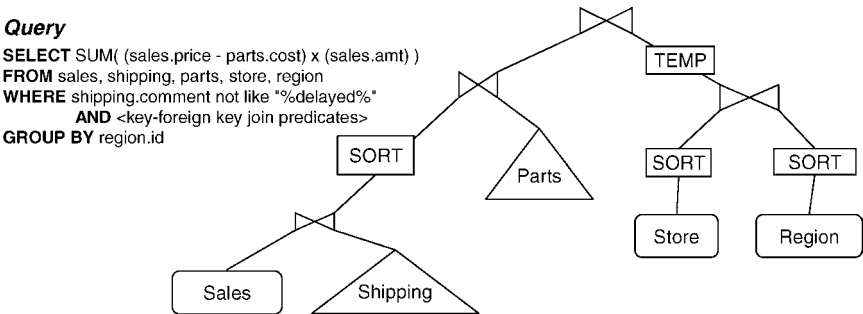 Query
SELECT SUM( (sales.price - parts.cost) x (sales.amt) )
FROM sales, shipping, parts, store, region
WHERE shipping.comment not like "%delayed%"
AND <key-foreign key join predicates>
GROUP BY region.id
TEMP
SORT
Parts
SORT
SORT
Store
Region
Sales
Shipping